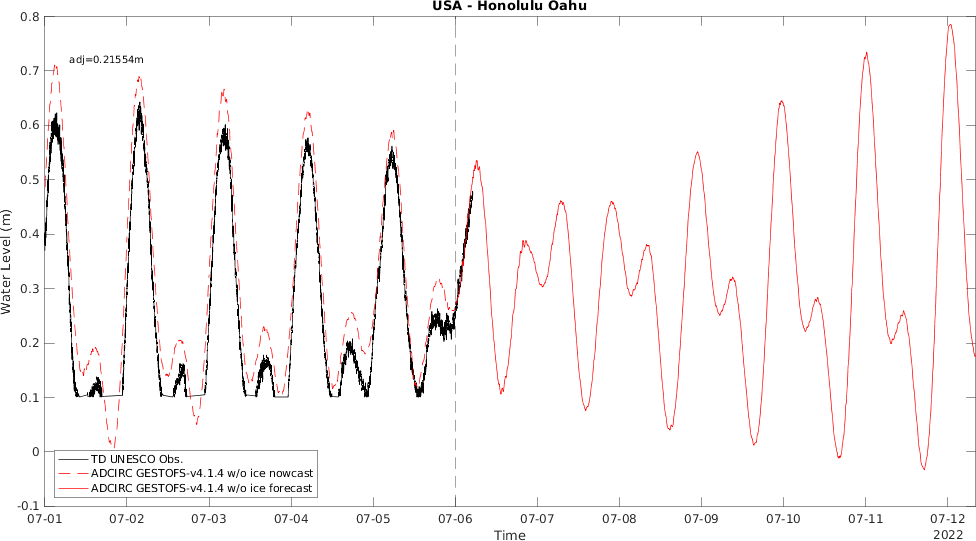 USA - Honolulu Oahu
0.8
0.7
0.6
0.5
0.4
0.3
0.2
0.1
0
-0.1
Water Level (m)
adj=0.21554m
TD UNESCO Obs.
ADCIRC GESTOFS-v4.1.4 w/o ice nowcast
ADCIRC GESTOFS-v4.1.4 w/o ice forecast
07-01 07-02 07-03 07-04 07-05 07-06 07-07 07-08 07-09 07-10 07-11 07-12
Time
2022